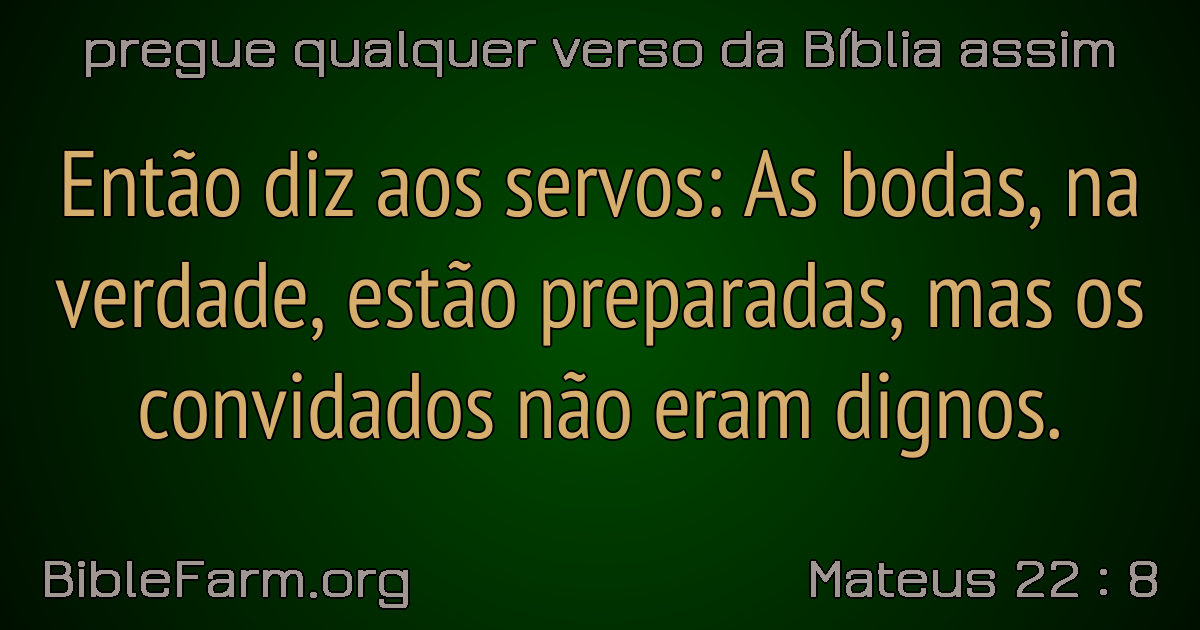 pregue qualquer verso da Bíblia assim
Então diz aos servos: As bodas, na
verdade, estão preparadas, mas os
convidados não eram dignos.
BibleFarm.org
Mateus 22 : 8